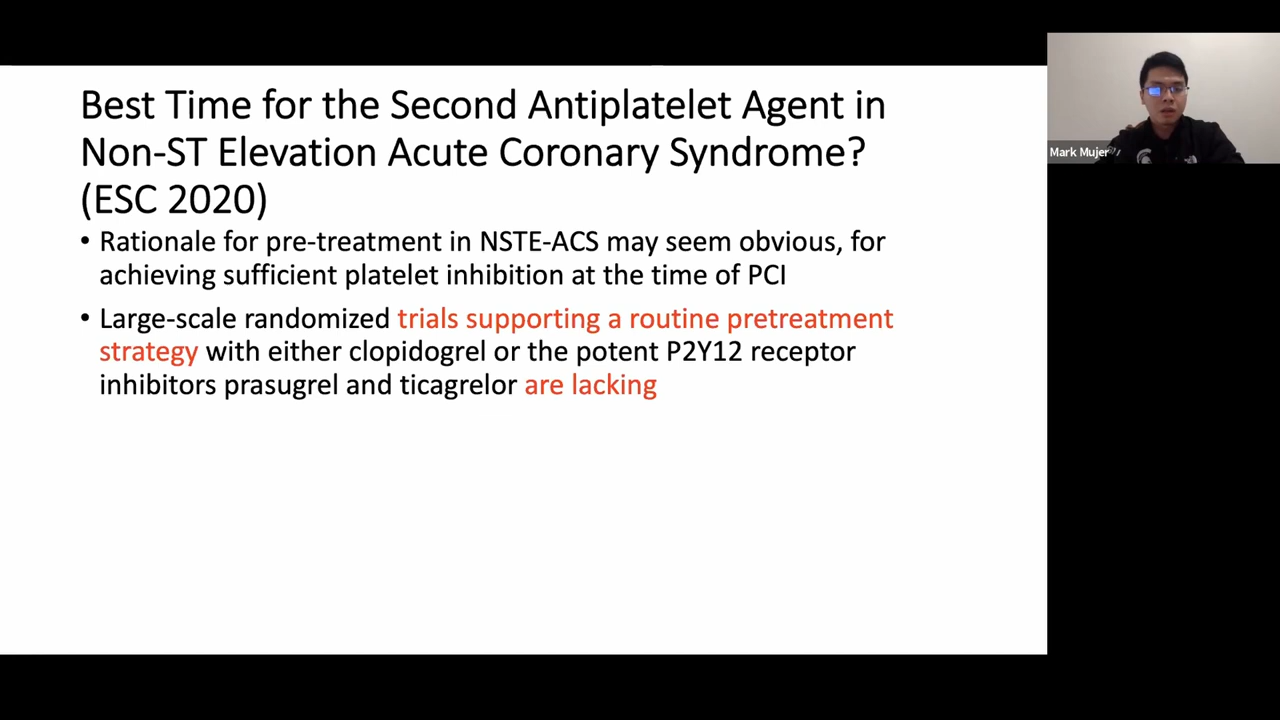 Best Time for the Second Antiplatelet Agent in
Non-ST Elevation Acute Coronary Syndrome?
(ESC 2020)
• Rationale for pre-treatment in NSTE-ACS may seem obvious, for
achieving sufficient platelet inhibition at the time of PCI
• Large-scale randomized trials supporting a routine pretreatment
strategy with either clopidogrel or the potent P2Y12 receptor
inhibitors prasugrel and ticagrelor are lacking
Mark Mujer